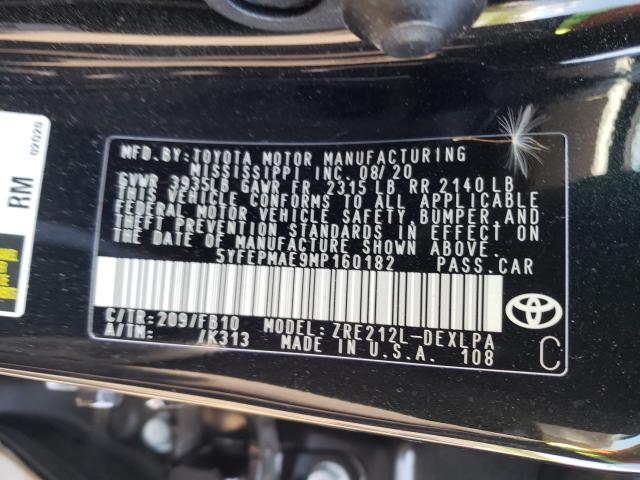 MFD.BY:TOYOTA MOTOR MANUFACTURING
MISSISSIPPI INC. 08/20
GVWR 3935LB GAWR FR 2315 LB RR 2140 LB
THIS VEHICLE CONFORMS TO ALL APPLICABLE
FEDERAL MOTOR VEHICLE SAFETY, BUMPER, AND
THEFT PREVENTION STANDARDS IN EFFECT ON
THE DATE OF MANUFACTURE SHOWN ABOVE.
5YFEPMAE9MP160182 PASS.CAR
C/TR:209/FB10 MODEL: ZRE212L-DEXLPA
A/TM: /K313 MADE IN U.S.A. 108
C
RM
02020